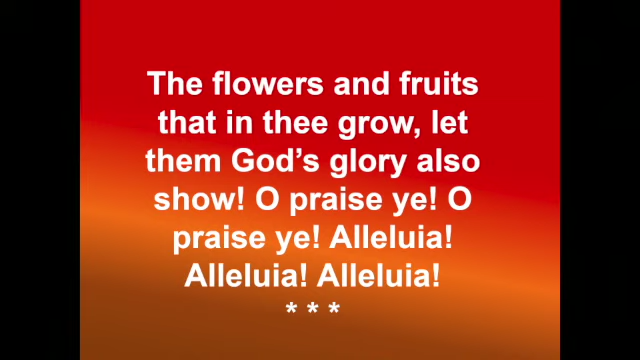 The flowers and fruits
that in thee grow, let
them God’s glory also
show! O praise ye! O
praise ye! Alleluia!
Alleluia! Alleluia!
* * *